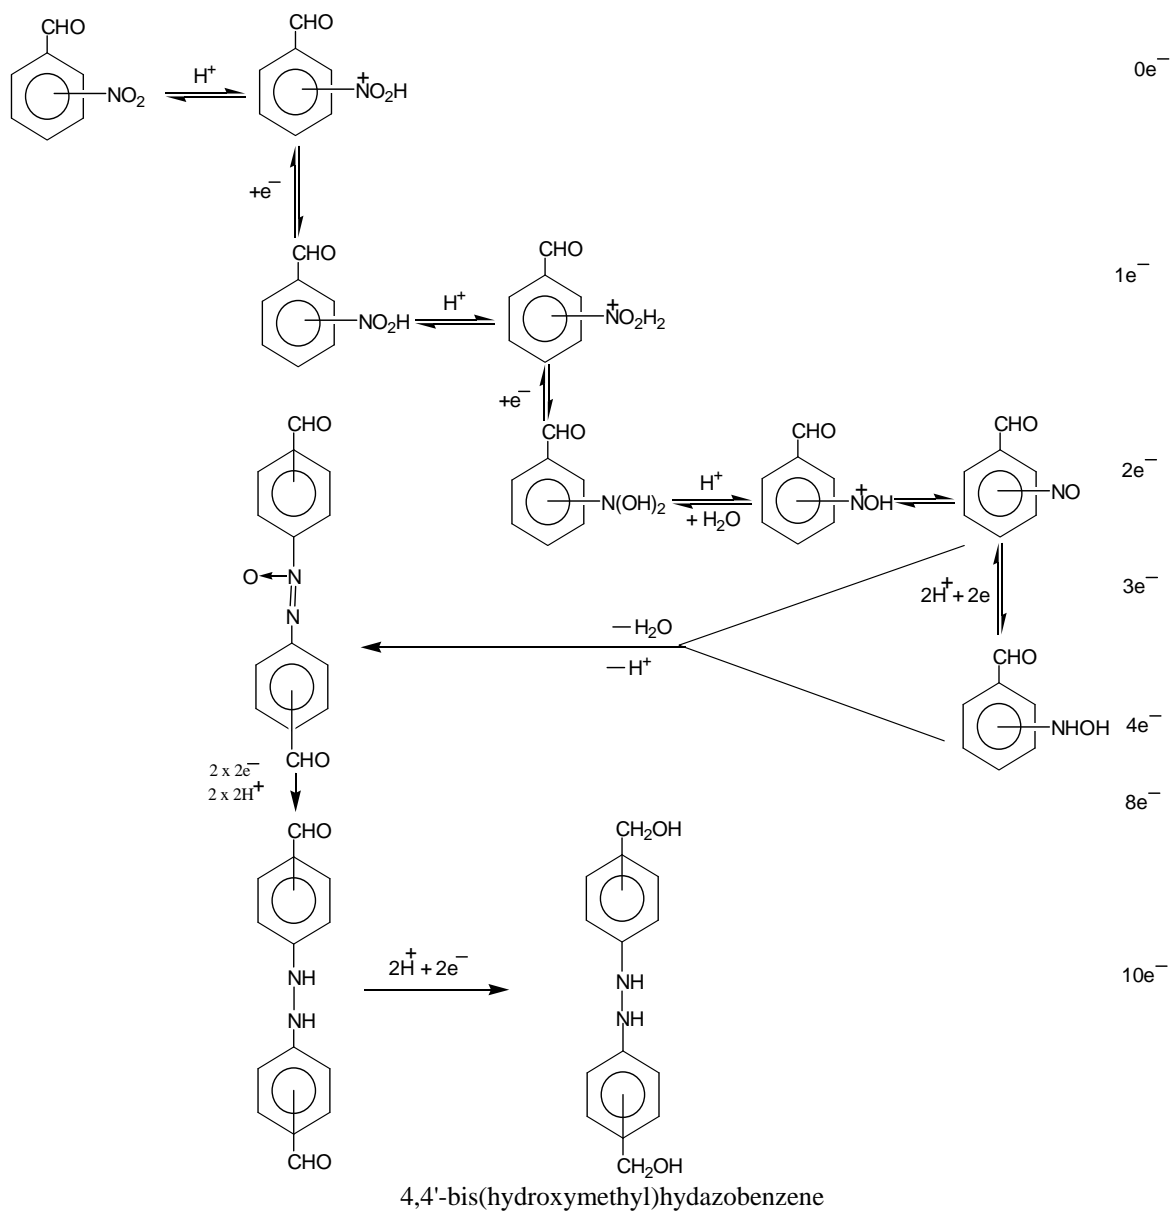 CHO
CHO
NO₂
H⁺
⁺NO₂H
0e⁻
+e⁻
CHO
NO₂H
H⁺
CHO
⁺NO₂H₂
1e⁻
+e⁻
CHO
CHO
N(OH)₂
H⁺
+ H₂O
CHO
⁺NOH
CHO
NO
2e⁻
O
N
N
2H⁺ + 2e
3e⁻
— H₂O
— H⁺
CHO
NHOH
4e⁻
CHO
2 x 2e⁻
2 x 2H⁺
8e⁻
CHO
CH₂OH
NH
NH
2H⁺ + 2e⁻
NH
NH
10e⁻
CHO
CH₂OH
4,4'-bis(hydroxymethyl)hydazobenzene